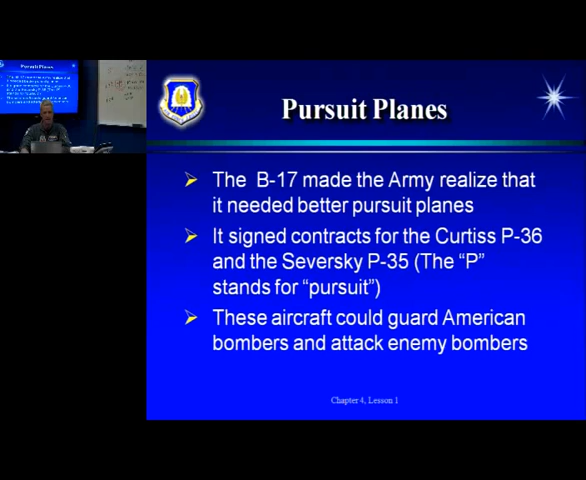 Pursuit Planes
The B-17 made the Army realize that
it needed better pursuit planes
It signed contracts for the Curtiss P-36
and the Seversky P-35 (The “P”
stands for “pursuit”)
These aircraft could guard American
bombers and attack enemy bombers
Chapter 4, Lesson 1
Pursuit Planes